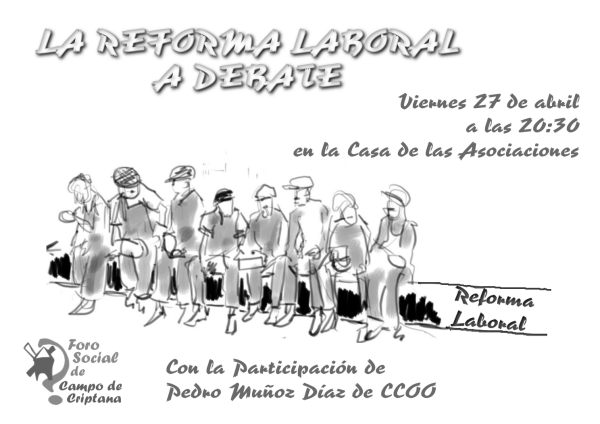 LA REFORMA LABORAL
A DEBATE
Viernes 27 de abril
a las 20:30
en la Casa de las Asociaciones
Reforma
Laboral
Foro
Social
de
Campo de
Criptana
Con la Participación de
Pedro Muñoz Díaz de CCOO